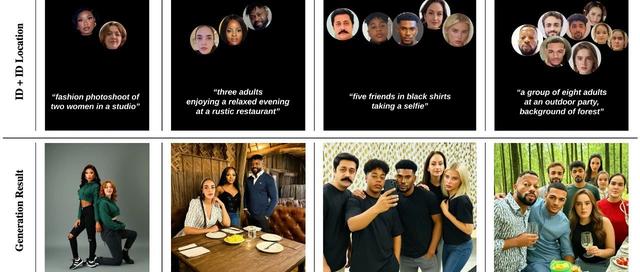 ID + ID Location
“fashion photoshoot of
two women in a studio”
“three adults
enjoying a relaxed evening
at a rustic restaurant”
“five friends in black shirts
taking a selfie”
“a group of eight adults
at an outdoor party,
background of forest”
Generation Result